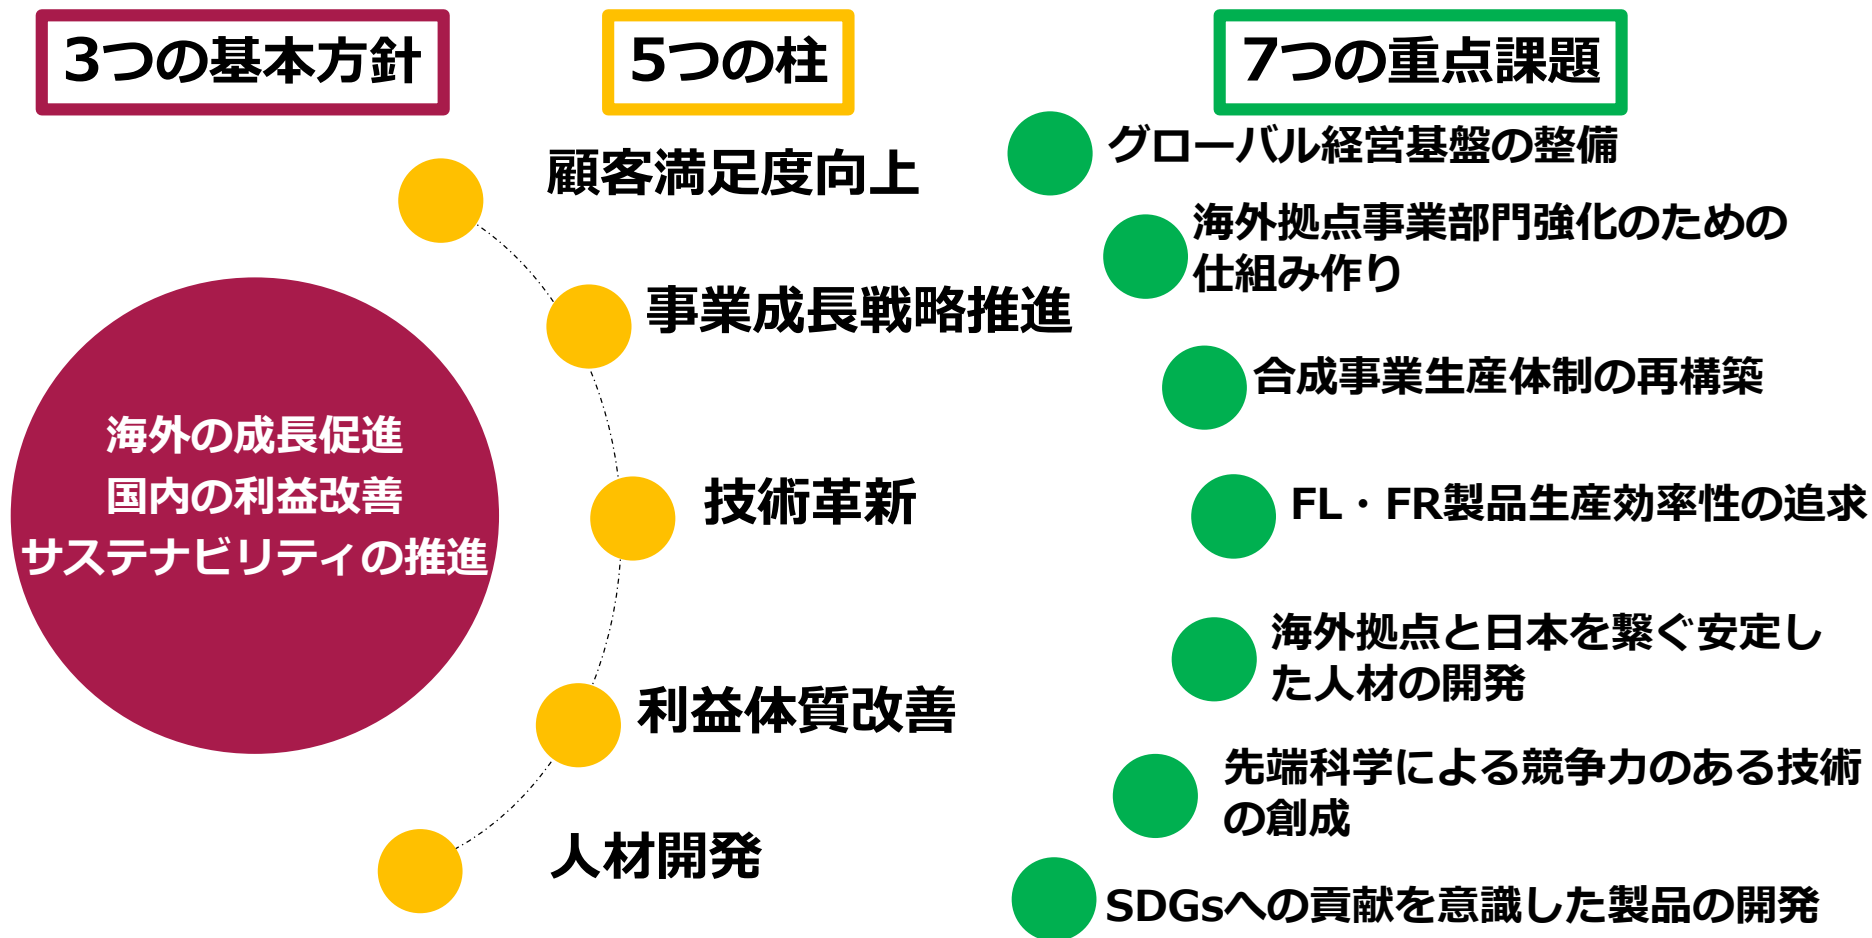 3つの基本方針
海外の成長促進
国内の利益改善
サステナビリティの推進
5つの柱
顧客満足度向上
事業成長戦略推進
技術革新
利益体質改善
人材開発
7つの重点課題
グローバル経営基盤の整備
海外拠点事業部門強化のための
仕組み作り
合成事業生産体制の再構築
FL・FR製品生産効率性の追求
海外拠点と日本を繋ぐ安定し
た人材の開発
先端科学による競争力のある技術
の創成
SDGsへの貢献を意識した製品の開発